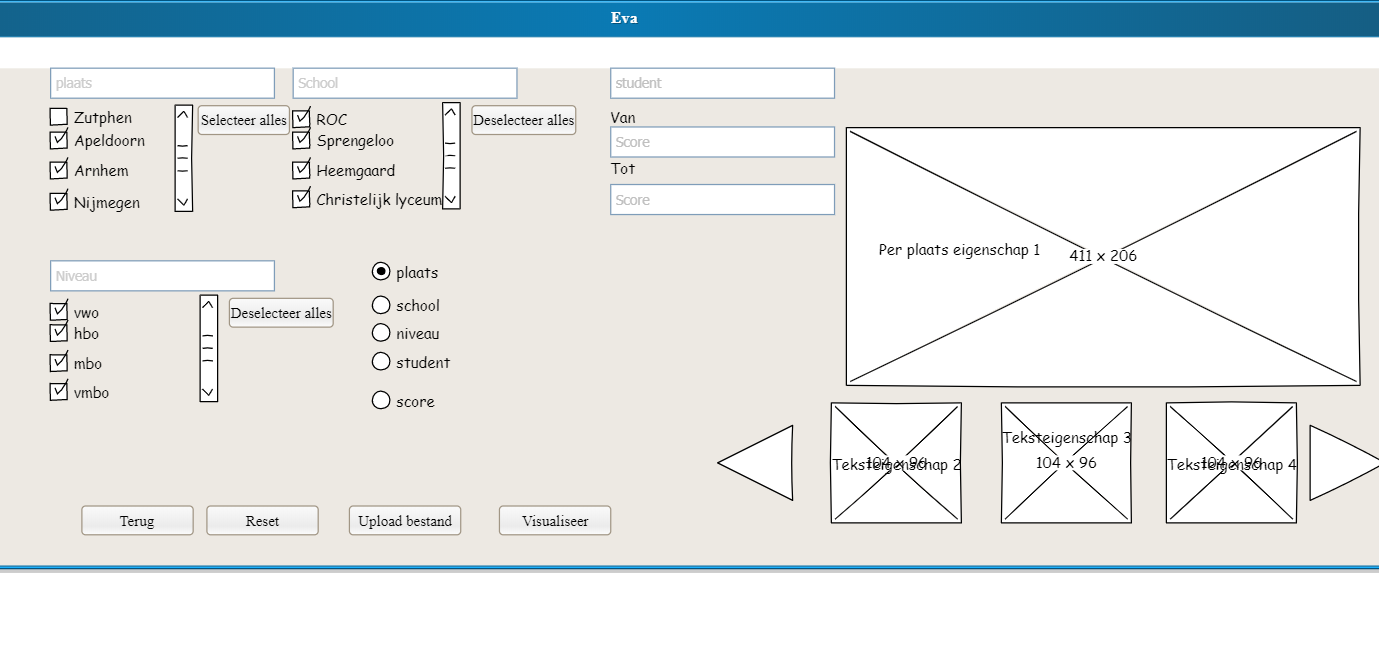 Eva
plaats
School
student
Zutphen
Apeldoorn
Arnhem
Nijmegen
Selecteer alles
ROC
Sprengeloo
Heemgaard
Christelijk lyceum
Deselecteer alles
Van
Score
Tot
Score
Per plaats eigenschap 1
411 x 206
Niveau
vwo
hbo
mbo
vmbo
Deselecteer alles
plaats
school
niveau
student
score
Teksteigenschap 2
104 x 96
Teksteigenschap 3
104 x 96
Teksteigenschap 4
104 x 96
Terug
Reset
Upload bestand
Visualiseer